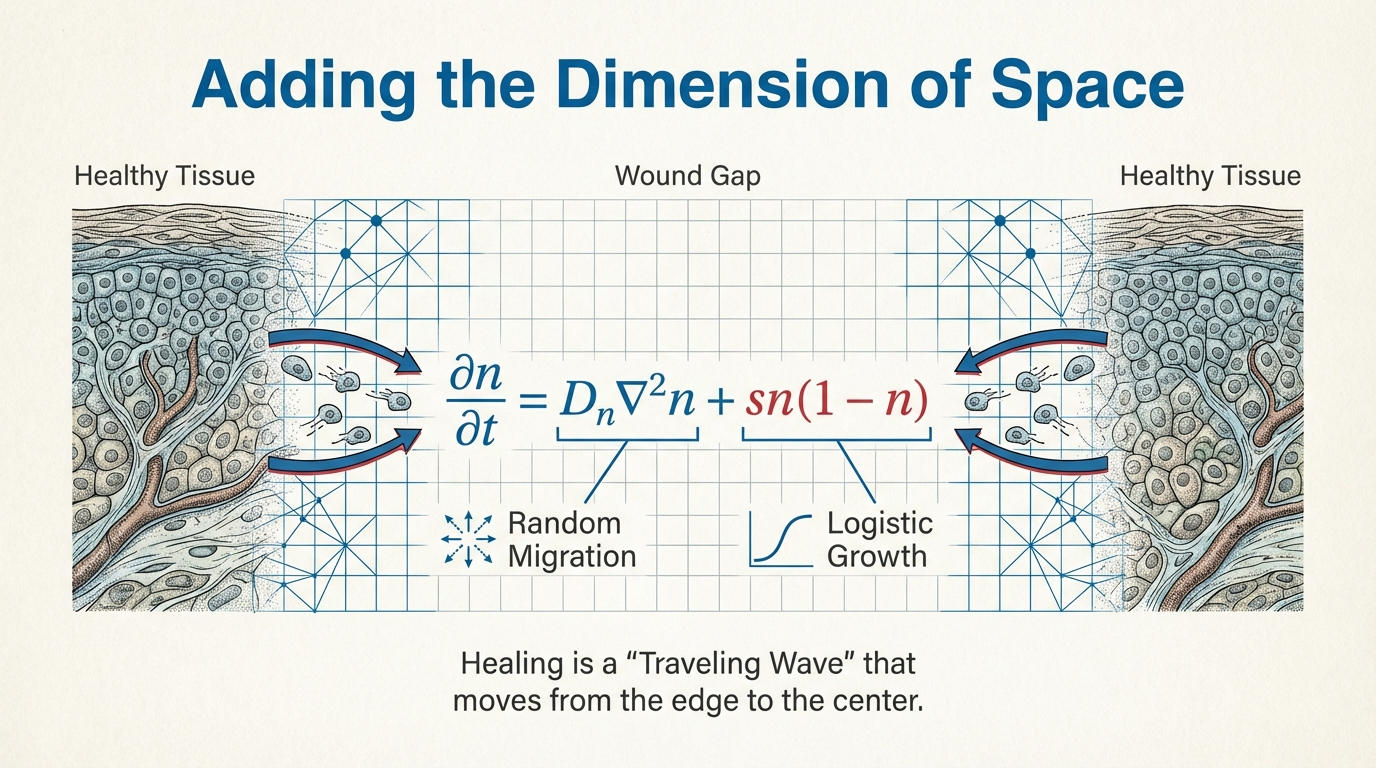 Adding the Dimension of Space
Healthy Tissue
Wound Gap
Healthy Tissue
∂n/∂t = Dₙ∇²n + sn(1 − n)
Random
Migration
Logistic
Growth
Healing is a “Traveling Wave” that
moves from the edge to the center.